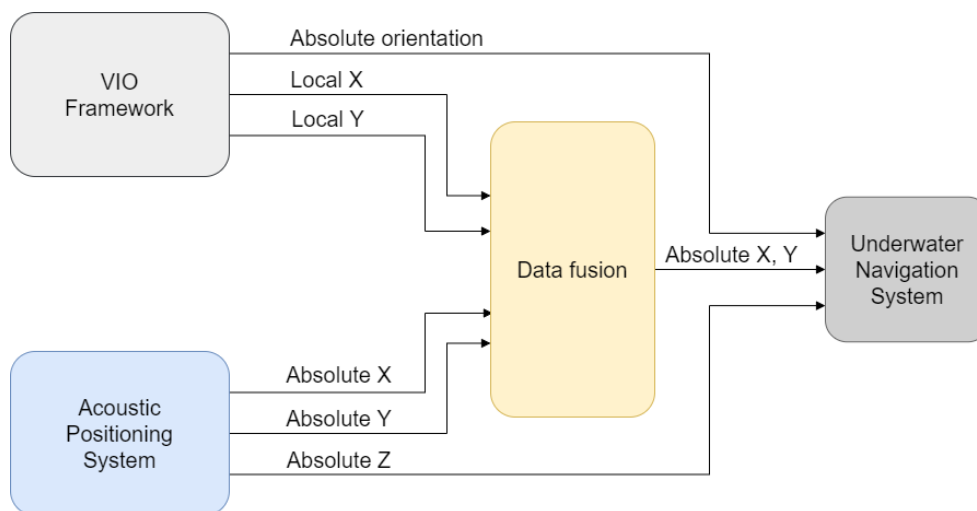 VIO
Framework
Absolute orientation
Local X
Local Y
Data fusion
Absolute X, Y
Underwater
Navigation
System
Acoustic
Positioning
System
Absolute X
Absolute Y
Absolute Z